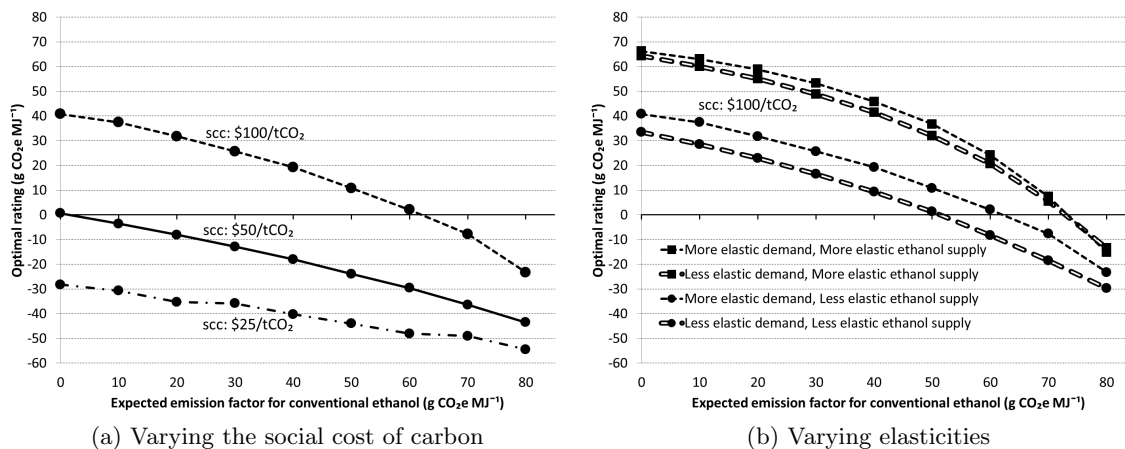 Optimal rating (g CO₂e MJ⁻¹)
80
70
60
50
40
30
20
10
0
-10
-20
-30
-40
-50
-60
scc: $100/tCO₂
scc: $50/tCO₂
scc: $25/tCO₂
0 10 20 30 40 50 60 70 80
Expected emission factor for conventional ethanol (g CO₂e MJ⁻¹)
(a) Varying the social cost of carbon
Optimal rating (g CO₂e MJ⁻¹)
80
70
60
50
40
30
20
10
0
-10
-20
-30
-40
-50
-60
scc: $100/tCO₂
More elastic demand, More elastic ethanol supply
Less elastic demand, More elastic ethanol supply
More elastic demand, Less elastic ethanol supply
Less elastic demand, Less elastic ethanol supply
0 10 20 30 40 50 60 70 80
Expected emission factor for conventional ethanol (g CO₂e MJ⁻¹)
(b) Varying elasticities